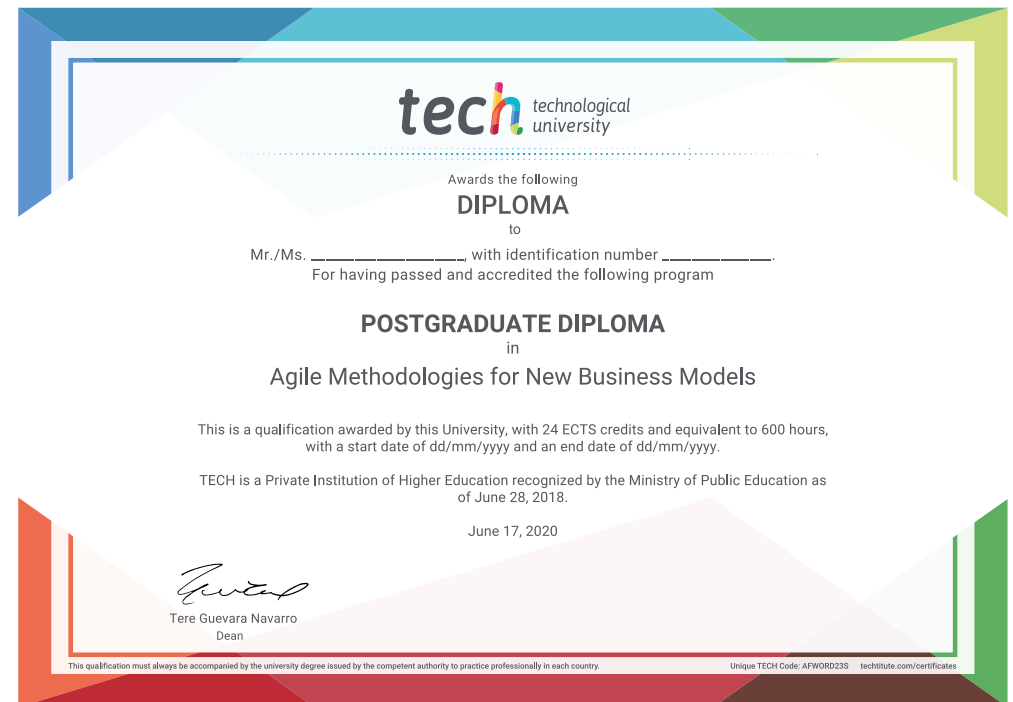 tech technological
university
Awards the following
DIPLOMA
to
Mr./Ms. ____________________, with identification number ______________.
For having passed and accredited the following program
POSTGRADUATE DIPLOMA
in
Agile Methodologies for New Business Models
This is a qualification awarded by this University, with 24 ECTS credits and equivalent to 600 hours,
with a start date of dd/mm/yyyy and an end date of dd/mm/yyyy.
TECH is a Private Institution of Higher Education recognized by the Ministry of Public Education as
of June 28, 2018.
June 17, 2020
Tere Guevara Navarro
Dean
This qualification must always be accompanied by the university degree issued by the competent authority to practice professionally in each country. Unique TECH Code: AFWORD23S techtitute.com/certificates